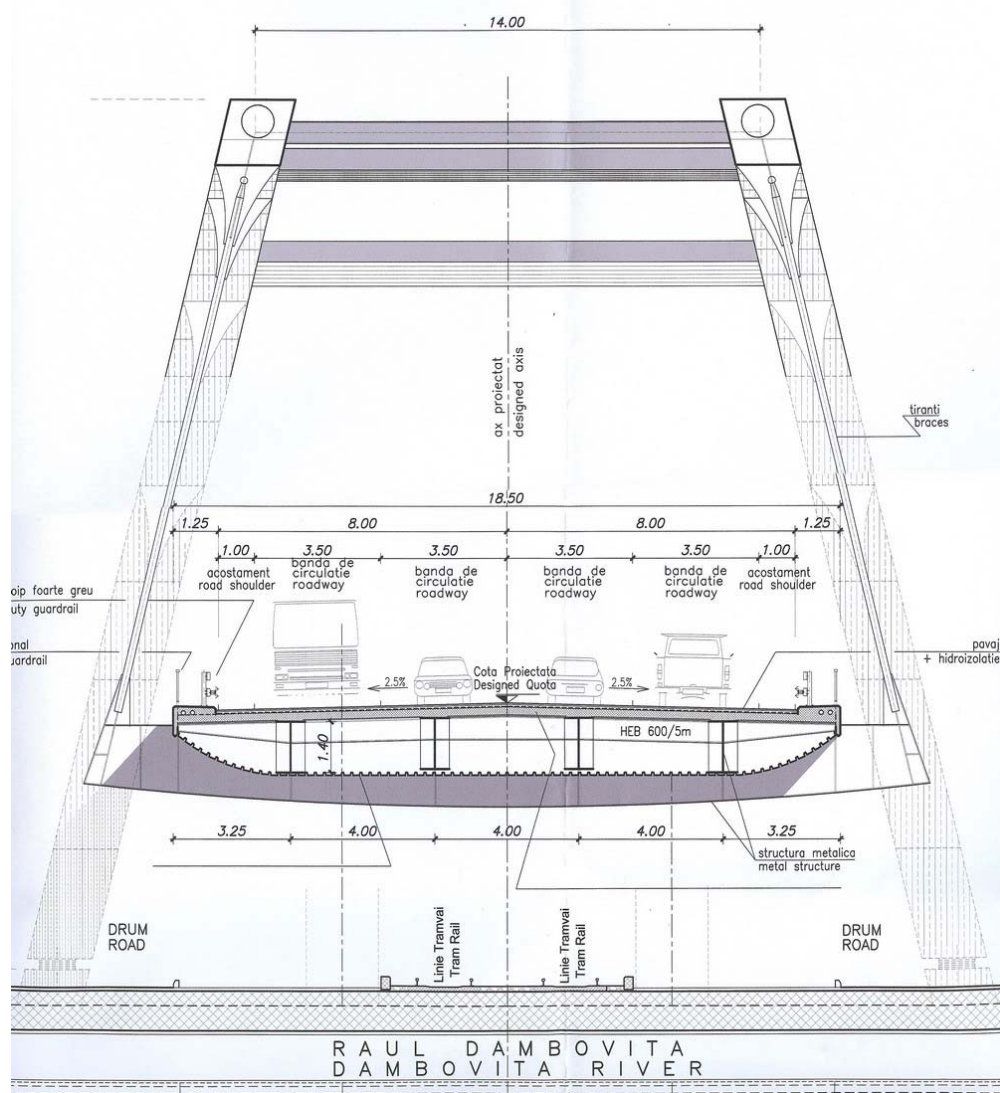 14.00
ax proiectat
designed axis
tiranti
braces
18.50
1.25
8.00
8.00
1.25
1.00
3.50
3.50
3.50
3.50
1.00
acostament
road shoulder
banda de
circulatie
roadway
banda de
circulatie
roadway
banda de
circulatie
roadway
banda de
circulatie
roadway
acostament
road shoulder
oip foarte greu
uty guardrail
onal
uardrail
pavaj
+ hidroizolatie
2.5%
Cota Proiectata
Designed Quota
2.5%
1.40
HEB 600/5m
3.25
4.00
4.00
4.00
3.25
structura metalica
metal structure
DRUM
ROAD
Linie Tramvai
Tram Rail
Linie Tramvai
Tram Rail
DRUM
ROAD
RAUL DAMBOVITA
DAMBOVITA RIVER